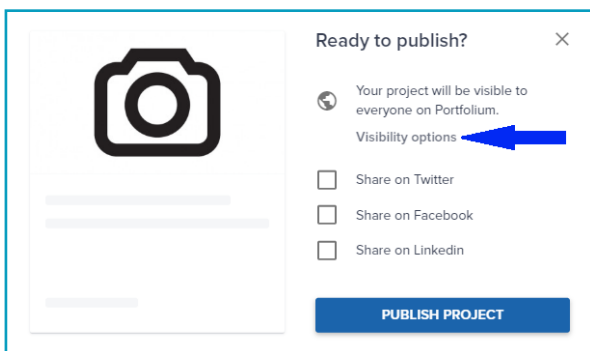 Ready to publish?
Your project will be visible to
everyone on Portfolium.
Visibility options
Share on Twitter
Share on Facebook
Share on Linkedin
PUBLISH PROJECT